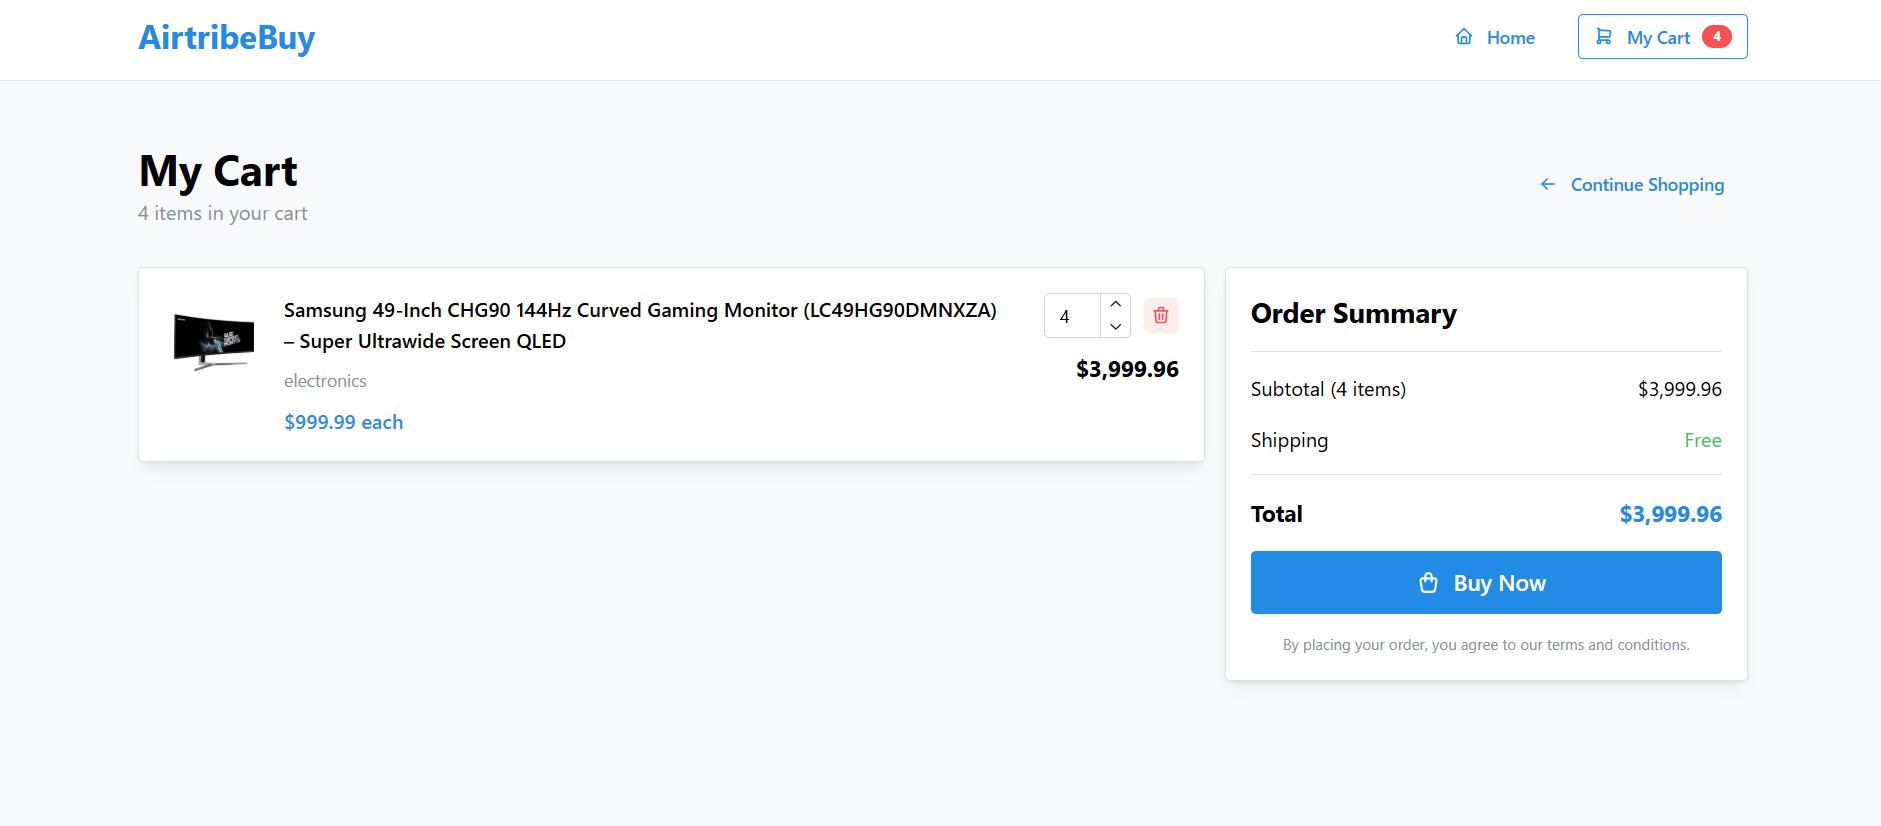 AirtribeBuy
Home
My Cart 4
My Cart
4 items in your cart
Continue Shopping
Samsung 49-Inch CHG90 144Hz Curved Gaming Monitor (LC49HG90DMNXZA)
– Super Ultrawide Screen QLED
electronics
$999.99 each
4
$3,999.96
Order Summary
Subtotal (4 items) $3,999.96
Shipping Free
Total $3,999.96
Buy Now
By placing your order, you agree to our terms and conditions.